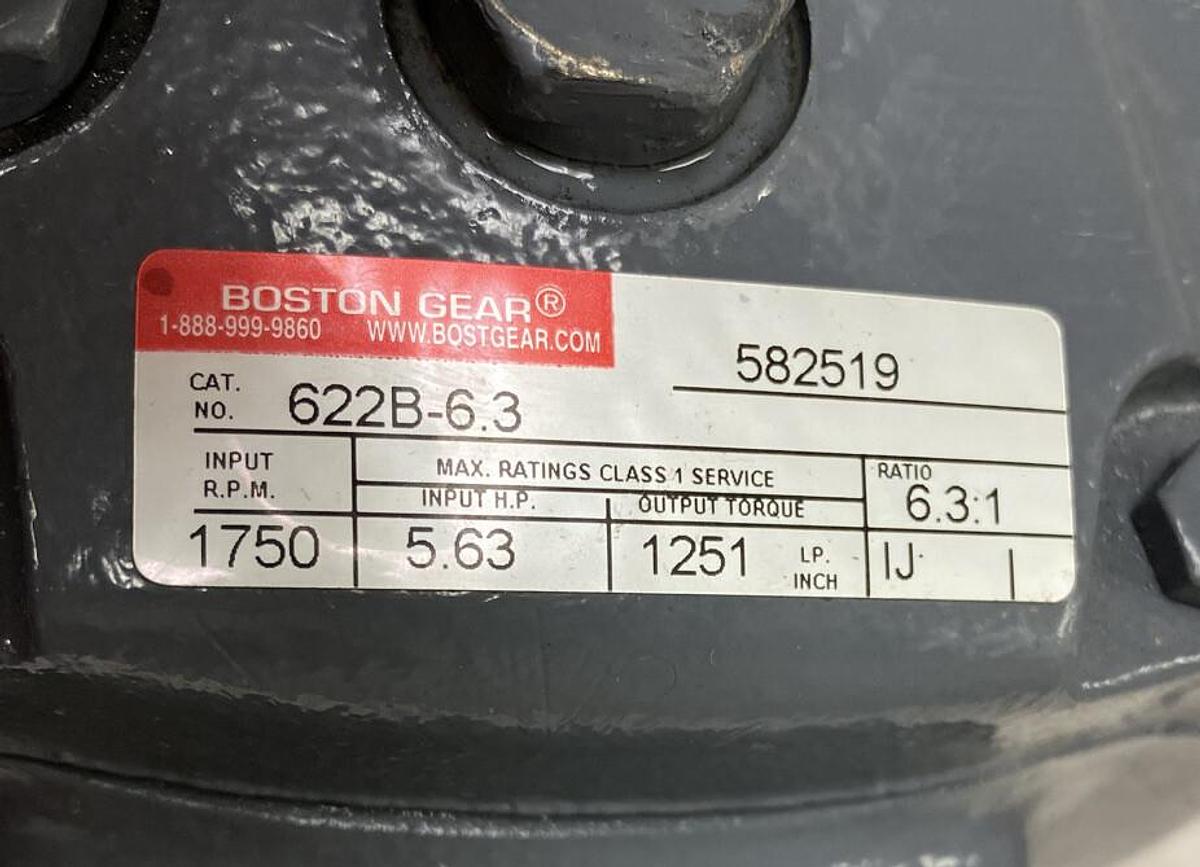 BOSTON GEAR®
1-888-999-9860 WWW.BOSTGEAR.COM
582519
CAT.
NO. 622B-6.3
INPUT
R.P.M.
MAX. RATINGS CLASS 1 SERVICE
INPUT H.P. OUTPUT TORQUE
RATIO
6.3:1
1750 5.63 1251 LP.
INCH
IJ